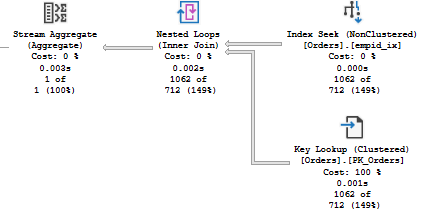 Stream Aggregate
(Aggregate)
Cost: 0 %
0.003s
1 of
1 (100%)
Nested Loops
(Inner Join)
Cost: 0 %
0.002s
1062 of
712 (149%)
Index Seek (NonClustered)
[Orders].[empid_ix]
Cost: 0 %
0.000s
1062 of
712 (149%)
Key Lookup (Clustered)
[Orders].[PK_Orders]
Cost: 100 %
0.001s
1062 of
712 (149%)